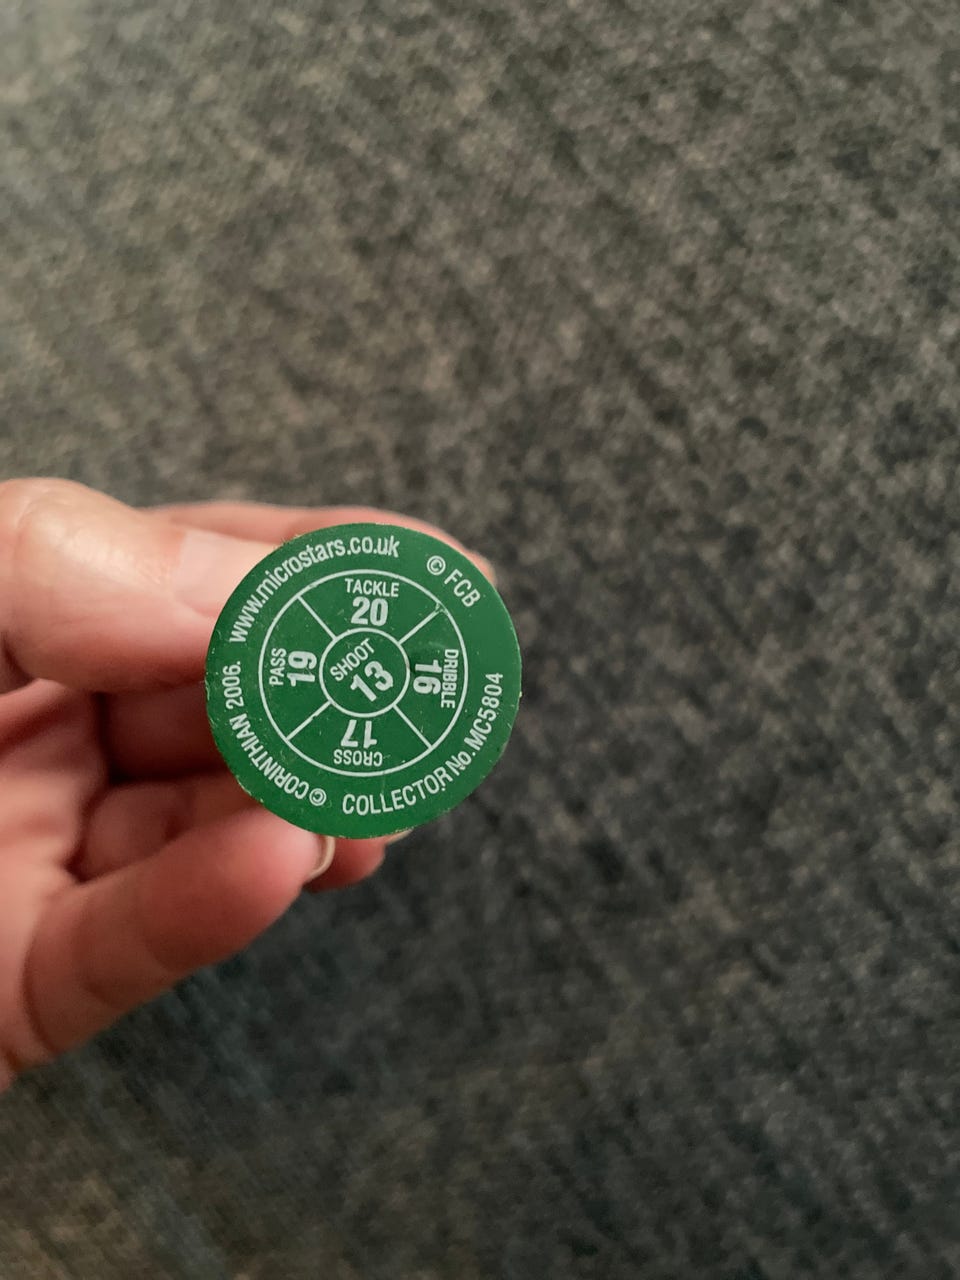 www.microstars.co.uk
© FCB
TACKLE
20
PASS
19
SHOOT
13
DRIBBLE
16
CROSS
17
© CORINTHIAN 2006.
COLLECTOR No. MC5804